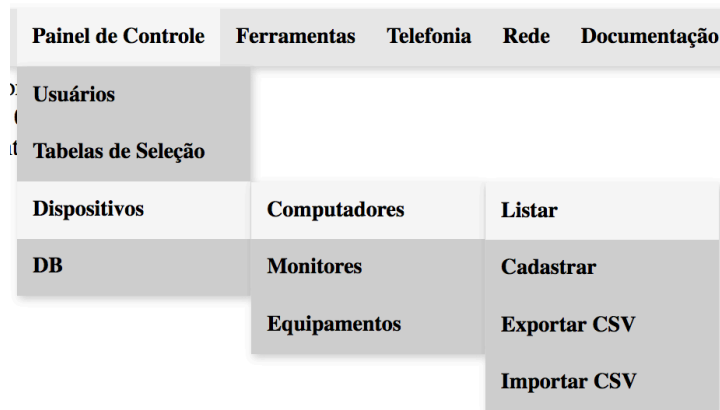 Painel de Controle Ferramentas Telefonia Rede Documentação
Usuários
Tabelas de Seleção
Dispositivos Computadores Listar
DB Monitores Cadastrar
Equipamentos Exportar CSV
Importar CSV